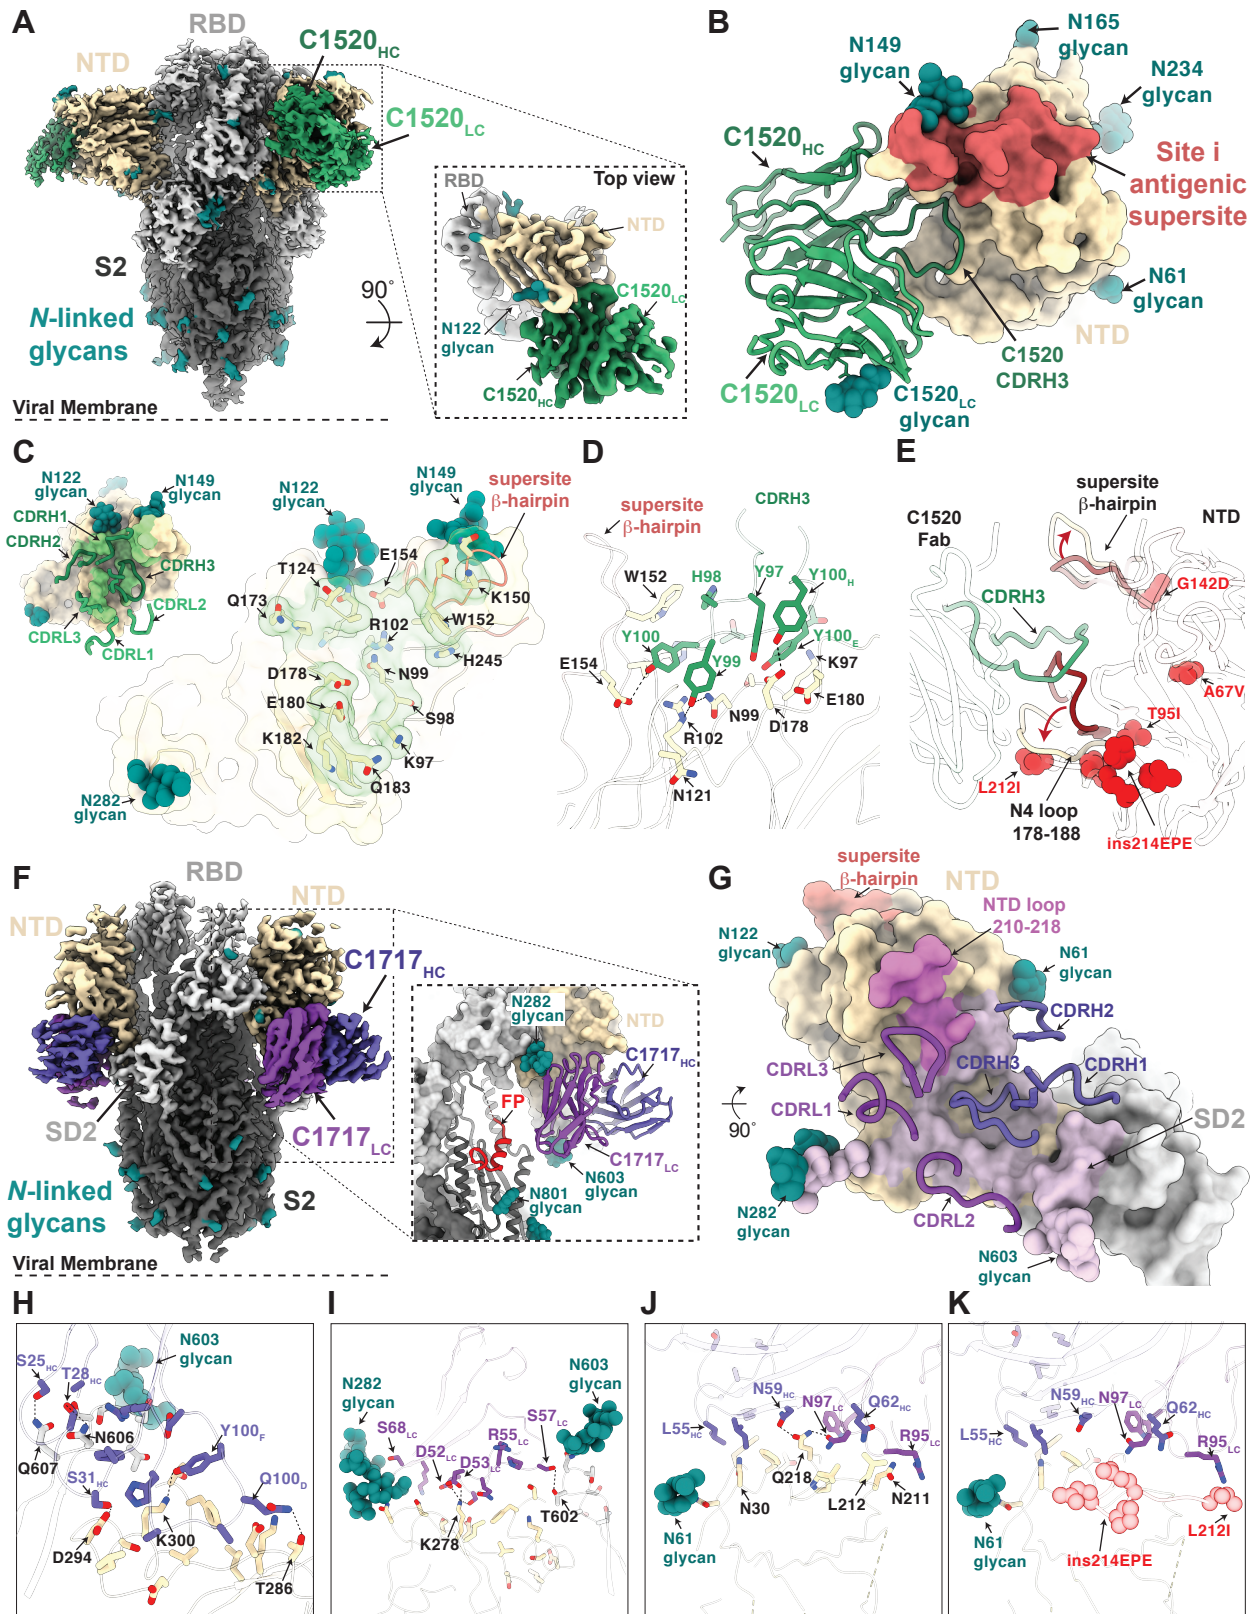 A
RBD
NTD
C1520HC
C1520LC
S2
N-linked
glycans
Viral Membrane
90°
Top view
RBD
NTD
C1520LC
N122
glycan
C1520HC
B
N149
glycan
N165
glycan
N234
glycan
C1520HC
Site i
antigenic
supersite
N61
glycan
NTD
C1520
CDRH3
C1520LC
C1520LC
glycan
C
N122
glycan
N149
glycan
CDRH1
CDRH2
CDRH3
CDRL2
CDRL3
CDRL1
N122
glycan
N149
glycan
supersite
β-hairpin
E154
T124
Q173
K150
R102
W152
H245
D178
N99
E180
S98
K182
K97
Q183
N282
glycan
D
supersite
β-hairpin
CDRH3
W152
H98
Y97
Y100H
Y100
Y100E
E154
Y99
K97
N99
E180
R102
D178
N121
E
supersite
β-hairpin
C1520
Fab
NTD
CDRH3
G142D
A67V
T95I
L212I
N4 loop
178-188
ins214EPE
F
RBD
NTD
NTD
C1717HC
SD2
C1717LC
N-linked
glycans
S2
Viral Membrane
N282
glycan
NTD
C1717HC
FP
C1717LC
N603
glycan
N801
glycan
90°
G
supersite
β-hairpin
NTD
NTD loop
210-218
N122
glycan
N61
glycan
CDRH2
CDRL3
CDRH3
CDRH1
CDRL1
SD2
N282
glycan
CDRL2
N603
glycan
H
N603
glycan
S25HC
T28HC
N606
Y100F
Q607
S31HC
Q100D
K300
D294
T286
I
N282
glycan
N603
glycan
S68LC
R55LC
S57LC
D52LC
D53LC
T602
K278
J
N59HC
N97LC
Q62HC
L55HC
R95LC
Q218
L212
N30
N211
N61
glycan
K
N59HC
N97LC
Q62HC
L55HC
R95LC
N61
glycan
ins214EPE
L212I